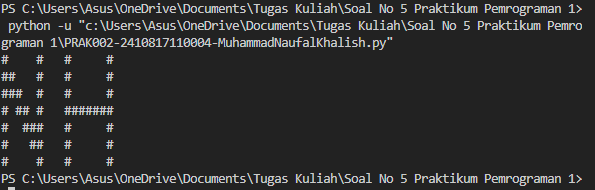 PS C:\Users\Asus\OneDrive\Documents\Tugas Kuliah\Soal No 5 Praktikum Pemrograman 1>
 python -u "c:\Users\Asus\OneDrive\Documents\Tugas Kuliah\Soal No 5 Praktikum Pemro
graman 1\PRAK002-2410817110004-MuhammadNaufalKhalish.py"
#    #   #     #
##   #   #     #
###  #   #     #
# ## #   #######
#  ###   #     #
#   ##   #     #
#    #   #     #
PS C:\Users\Asus\OneDrive\Documents\Tugas Kuliah\Soal No 5 Praktikum Pemrograman 1>